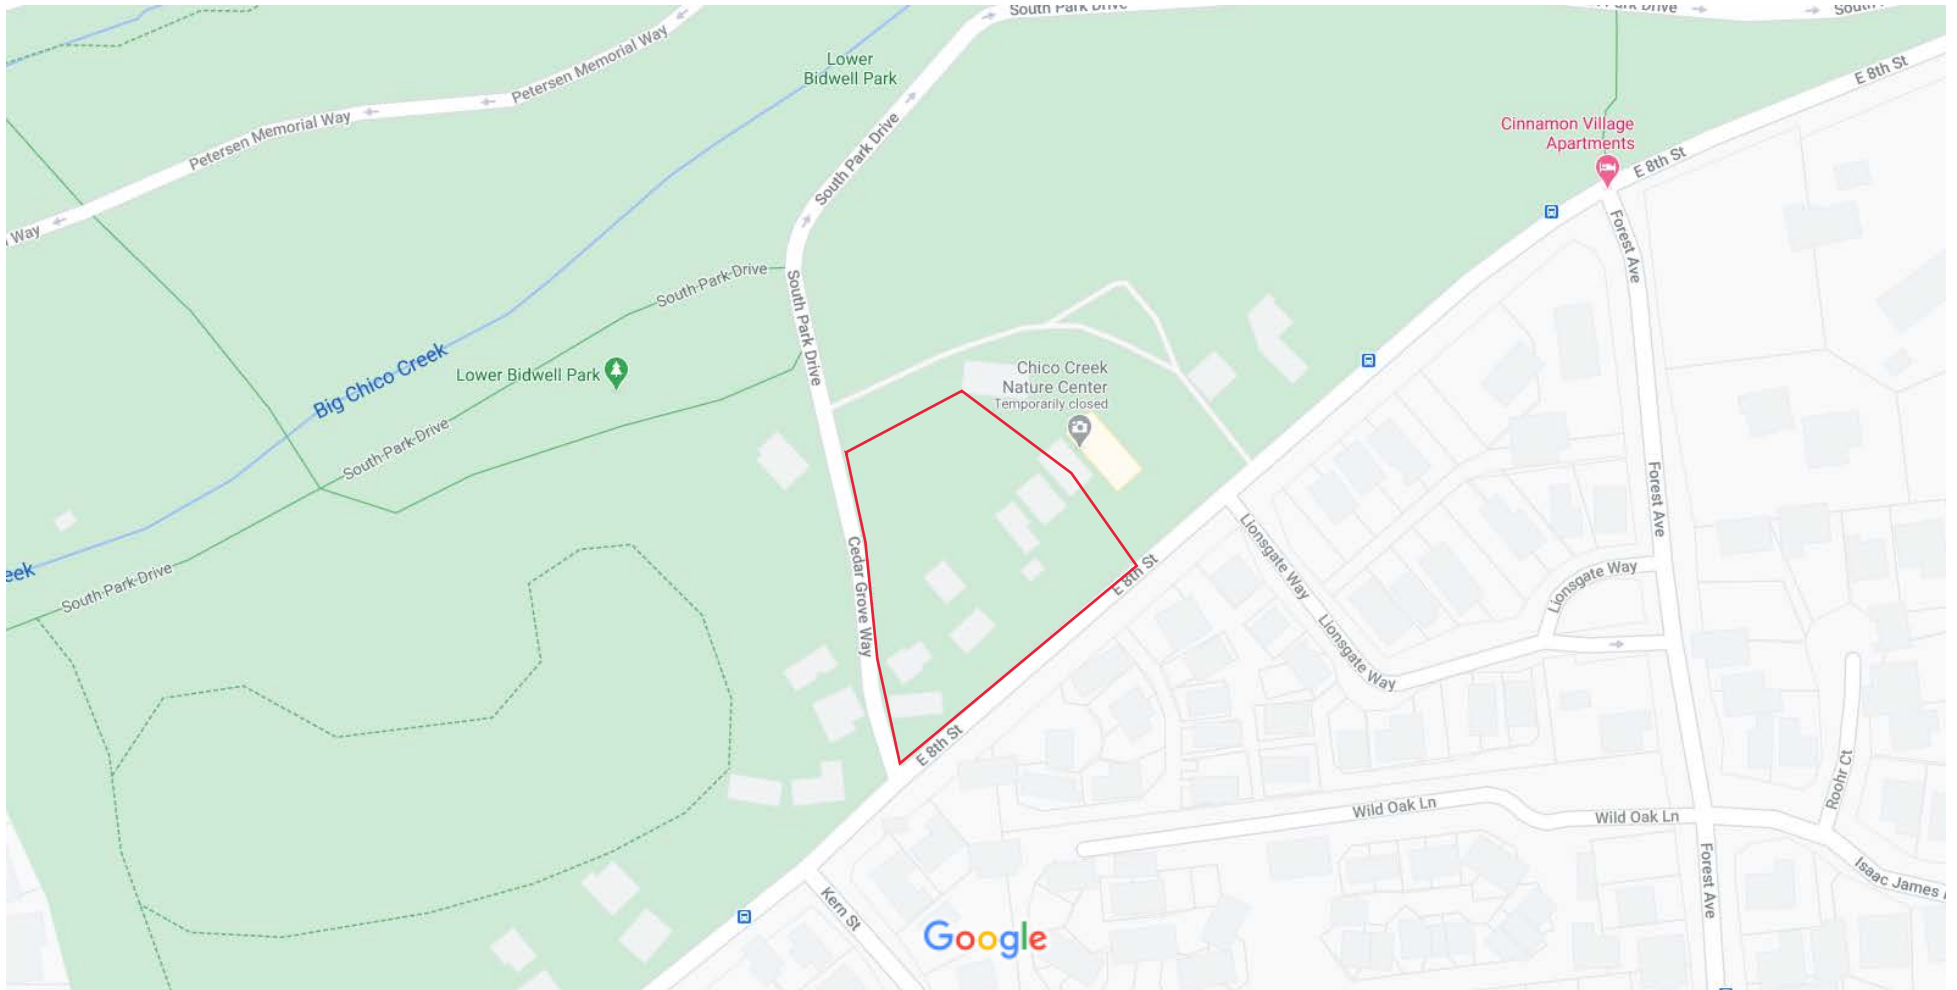 South Park Drive
Park Drive
South
Petersen Memorial Way
Lower
Bidwell Park
E 8th St
Petersen Memorial Way
Cinnamon Village
Apartments
E 8th St
South Park Drive
Way
Forest Ave
South Park Drive
South Park Drive
Big Chico Creek
Lower Bidwell Park
Chico Creek
Nature Center
Temporarily closed
South Park Drive
Forest Ave
Lionsgate Way
Cedar Grove Way
E 8th St
Lionsgate Way
eek
South Park Drive
Lionsgate Way
E 8th St
Roohr Ct
Wild Oak Ln
Wild Oak Ln
Forest Ave
Isaac James
Kern St
Google